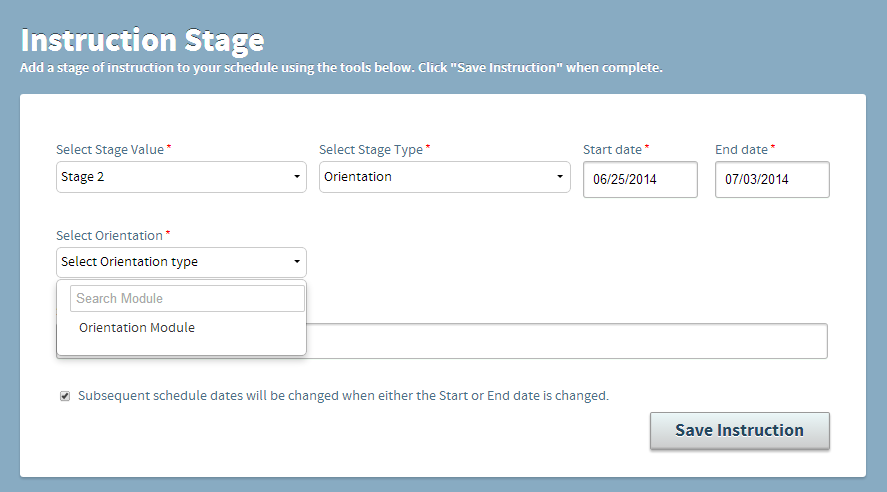 Instruction Stage
Add a stage of instruction to your schedule using the tools below. Click "Save Instruction" when complete.
Select Stage Value * Select Stage Type * Start date * End date *
Stage 2 Orientation 06/25/2014 07/03/2014
Select Orientation *
Select Orientation type
Search Module
Orientation Module
Subsequent schedule dates will be changed when either the Start or End date is changed.
Save Instruction